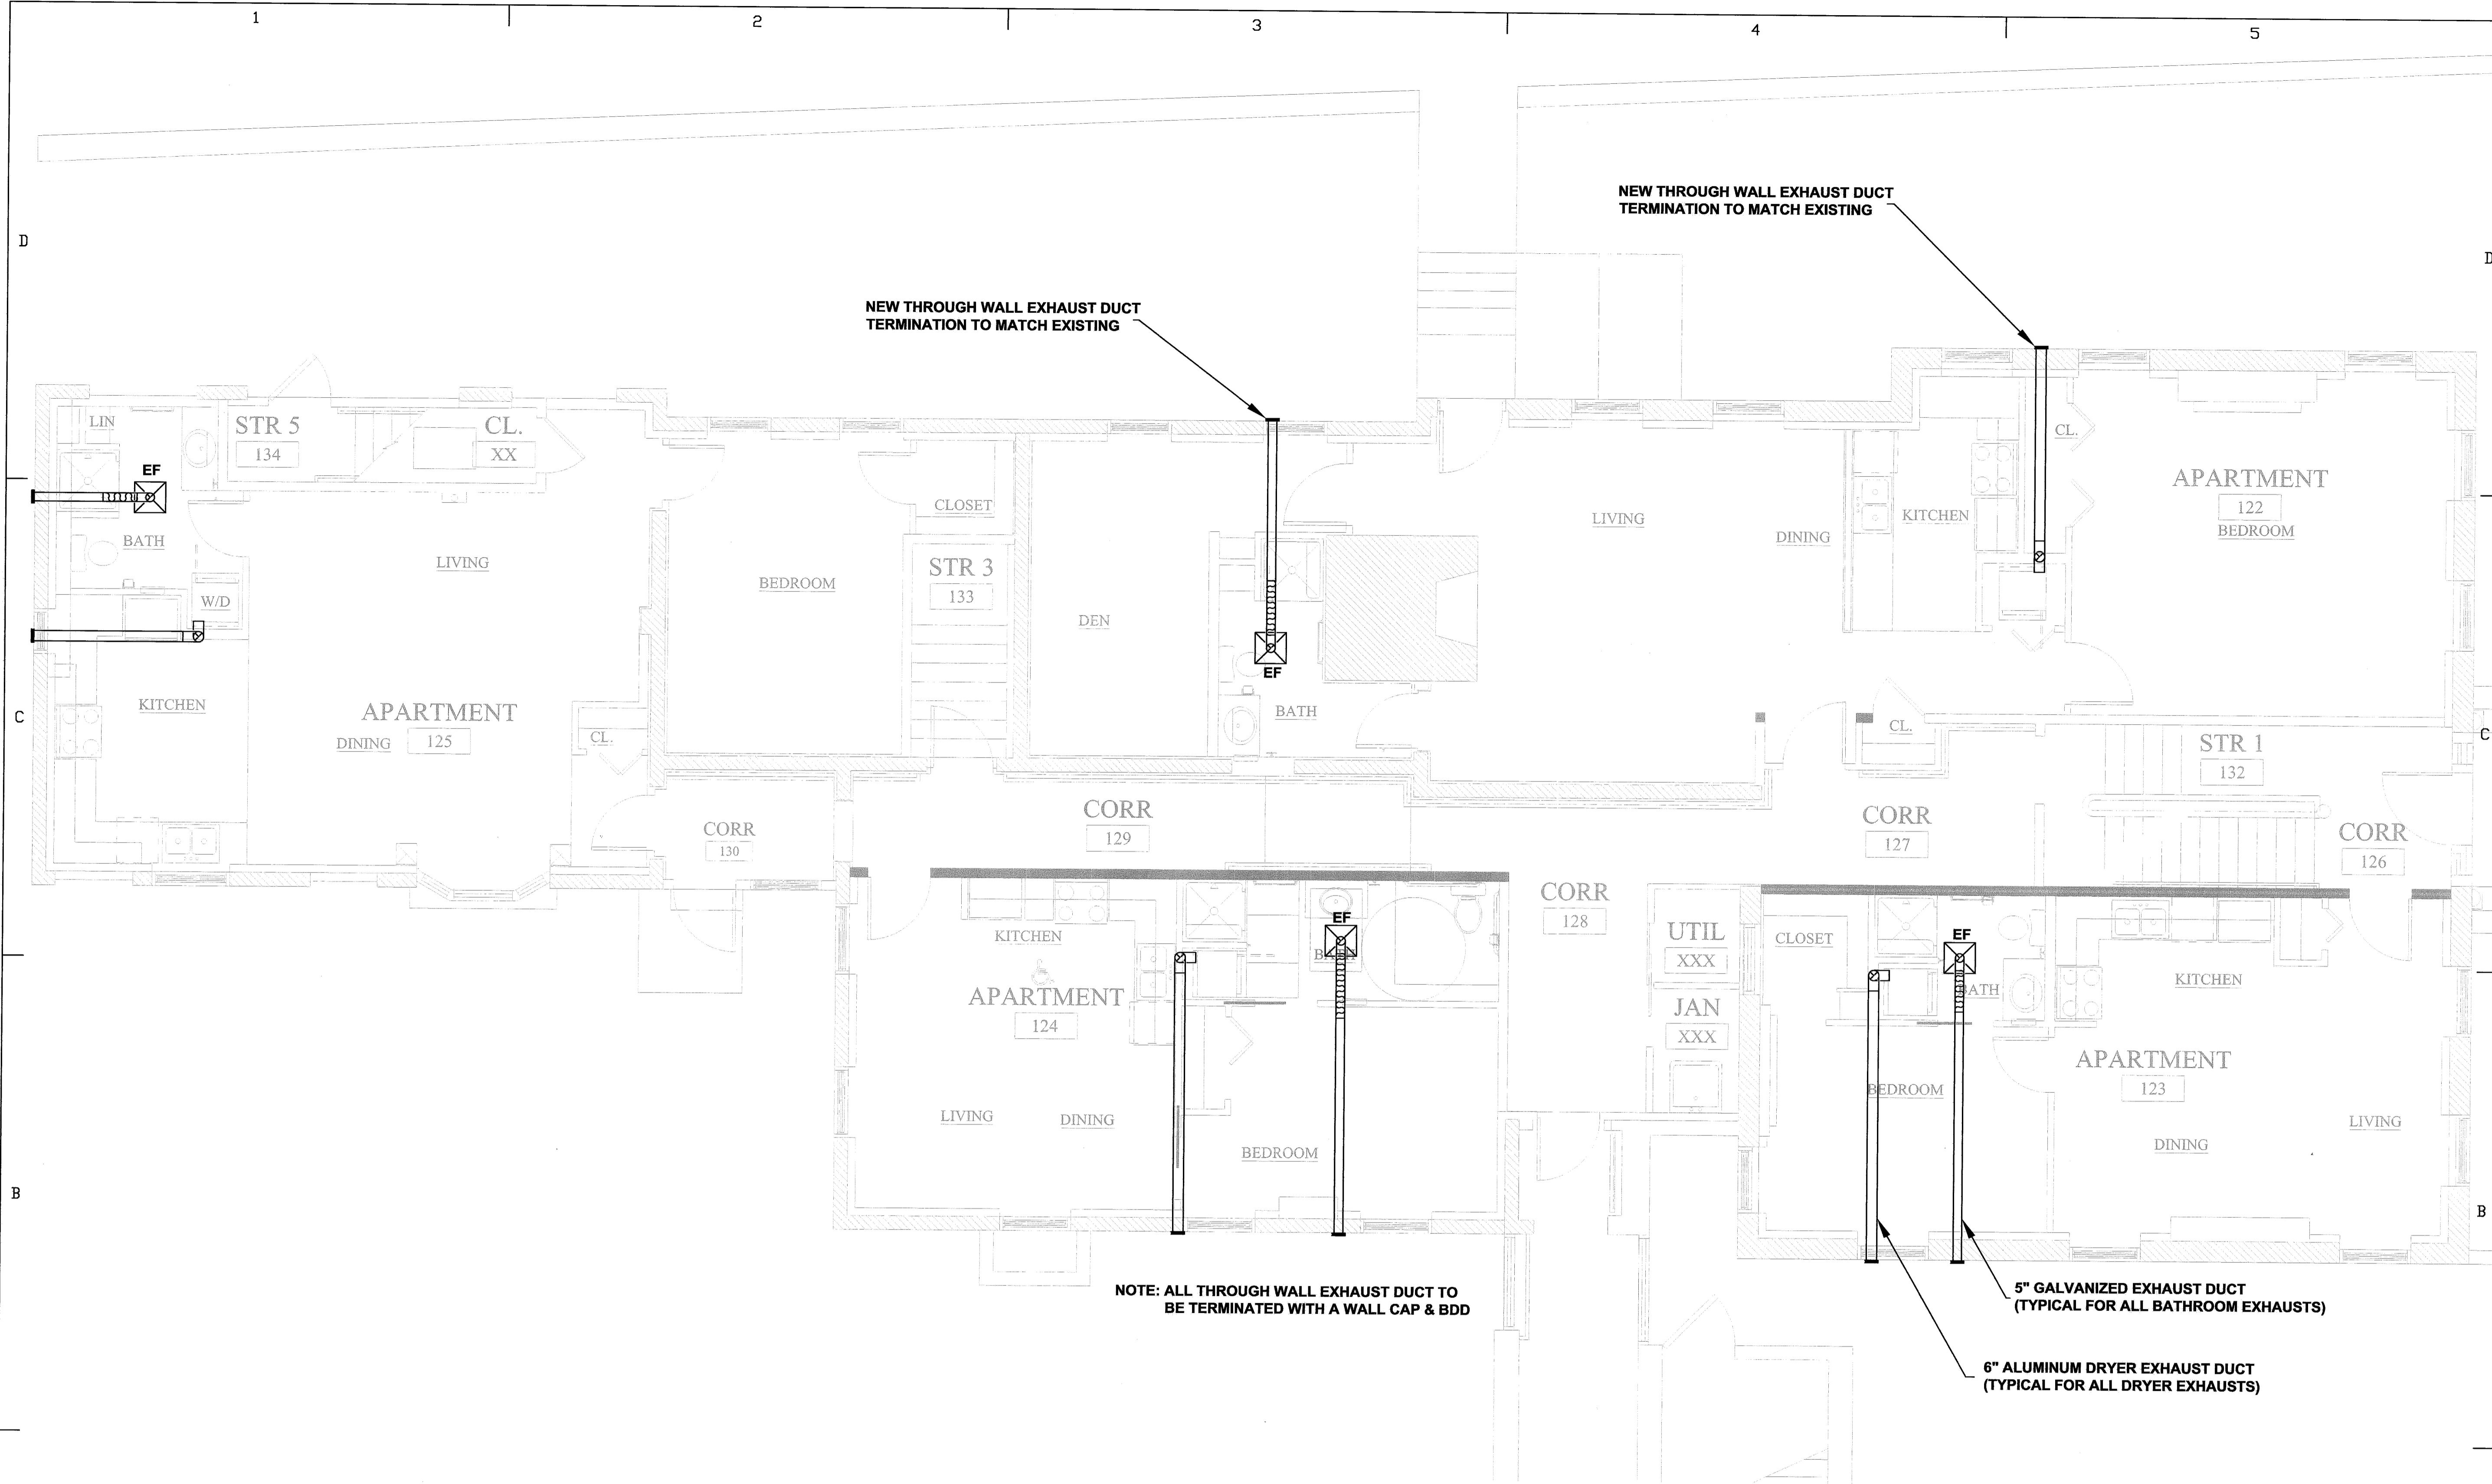 1
2
3
4
5
D
D
NEW THROUGH WALL EXHAUST DUCT
TERMINATION TO MATCH EXISTING
NEW THROUGH WALL EXHAUST DUCT
TERMINATION TO MATCH EXISTING
LIN
STR 5
134
CL.
XX
EF
BATH
LIVING
W/D
KITCHEN
APARTMENT
125
DINING
CL.
BEDROOM
CLOSET
STR 3
133
DEN
EF
BATH
LIVING
DINING
KITCHEN
CL.
APARTMENT
122
BEDROOM
CL.
STR 1
132
C
C
CORR
130
CORR
129
CORR
127
CORR
126
CORR
128
UTIL
XXX
JAN
XXX
KITCHEN
APARTMENT
124
EF
BATH
LIVING
DINING
BEDROOM
CLOSET
EF
BATH
KITCHEN
BEDROOM
APARTMENT
123
LIVING
DINING
B
B
NOTE: ALL THROUGH WALL EXHAUST DUCT TO
BE TERMINATED WITH A WALL CAP & BDD
5" GALVANIZED EXHAUST DUCT
(TYPICAL FOR ALL BATHROOM EXHAUSTS)
6" ALUMINUM DRYER EXHAUST DUCT
(TYPICAL FOR ALL DRYER EXHAUSTS)